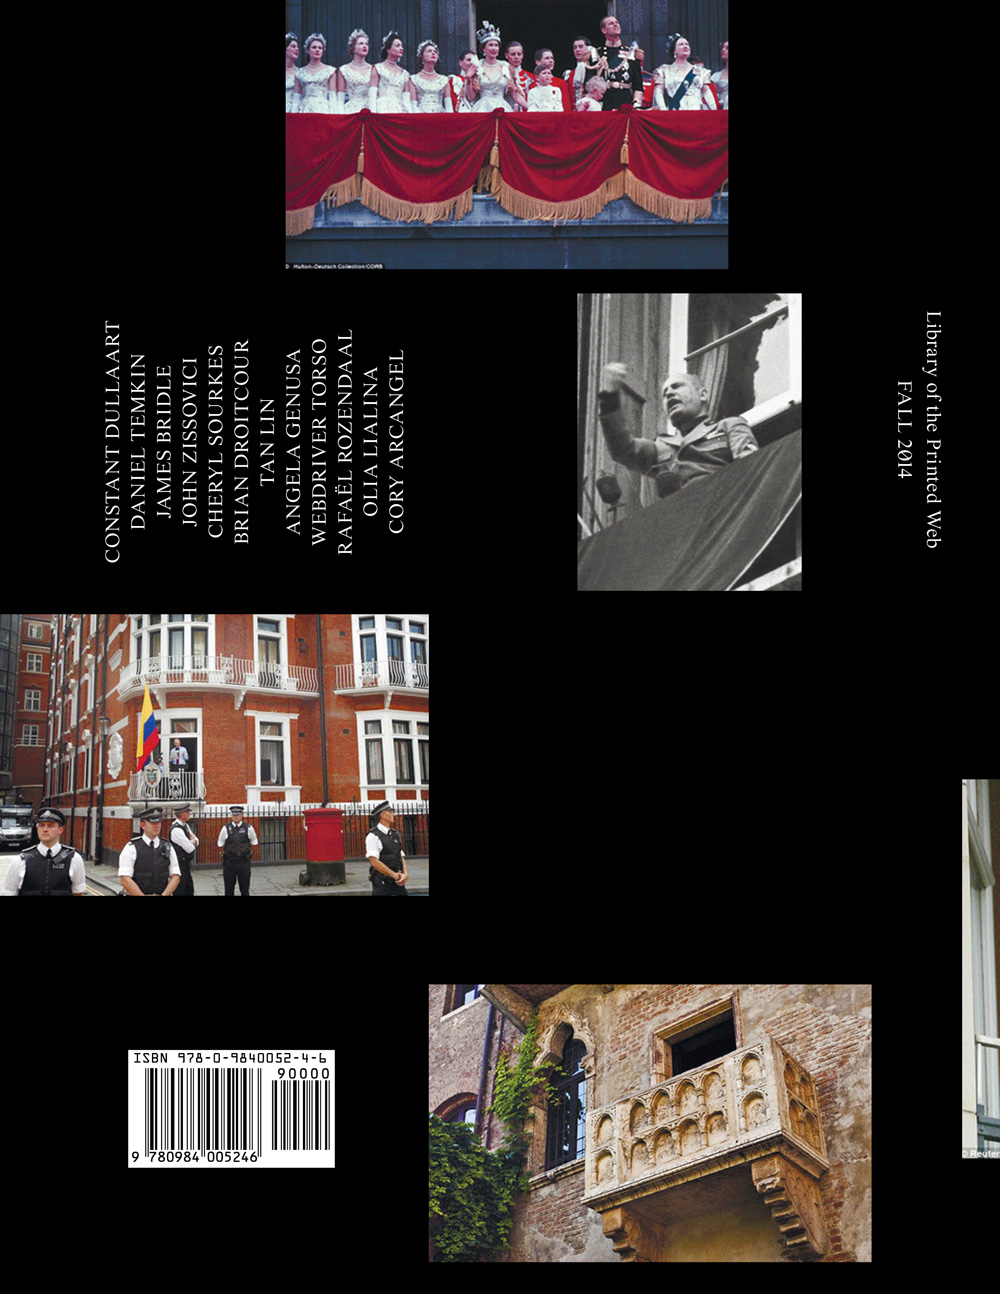 © Hulton-Deutsch Collection/CORB
Library of the Printed Web
FALL 2014
CONSTANT DULLAART
DANIEL TEMKIN
JAMES BRIDLE
JOHN ZISSOVICI
CHERYL SOURKES
BRIAN DROITCOUR
TAN LIN
ANGELA GENUSA
WEBDRIVER TORSO
RAFAËL ROZENDAAL
OLIA LIALINA
CORY ARCANGEL
ISBN 978-0-9840052-4-6
90000
9 780984 005246
© Reuter